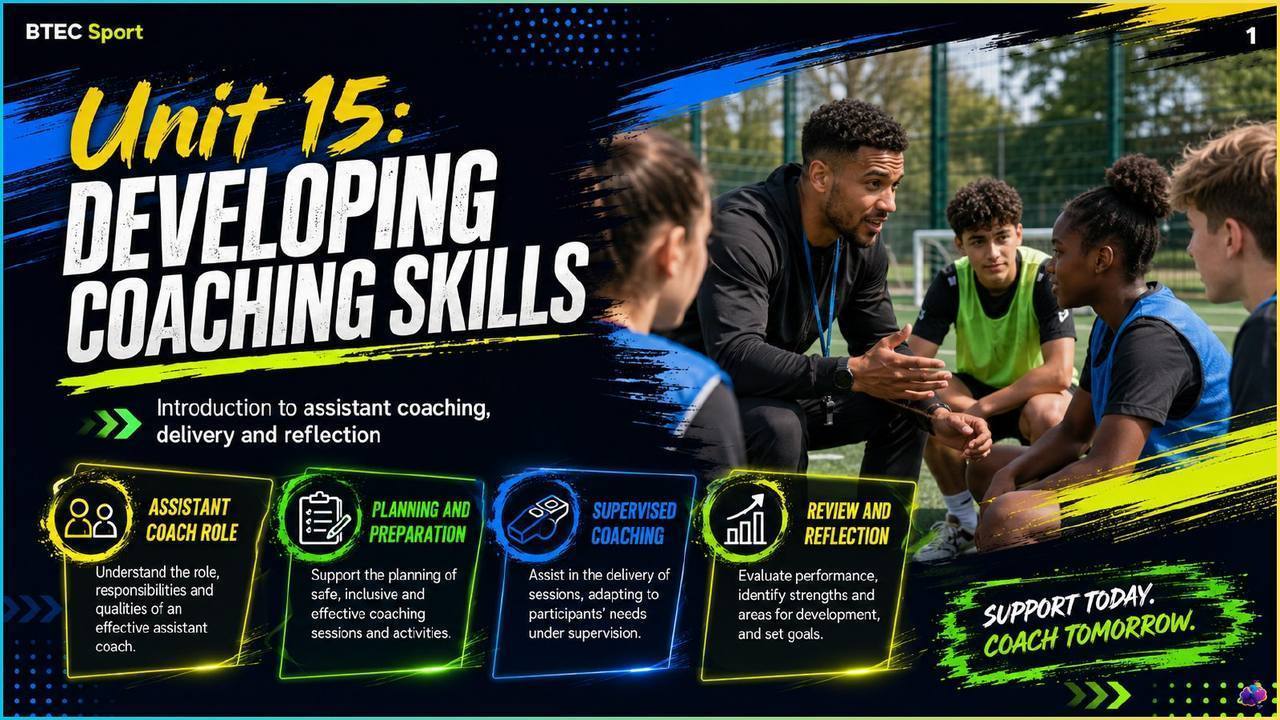 BTEC Sport
1
Unit 15:
DEVELOPING
COACHING SKILLS
Introduction to assistant coaching,
delivery and reflection
ASSISTANT
COACH ROLE
Understand the role,
responsibilities and
qualities of an
effective assistant
coach.
PLANNING AND
PREPARATION
Support the planning of
safe, inclusive and
effective coaching
sessions and activities.
SUPERVISED
COACHING
Assist in the delivery of
sessions, adapting to
participants' needs
under supervision.
REVIEW AND
REFLECTION
Evaluate performance,
identify strengths and
areas for development,
and set goals.
SUPPORT TODAY.
COACH TOMORROW.